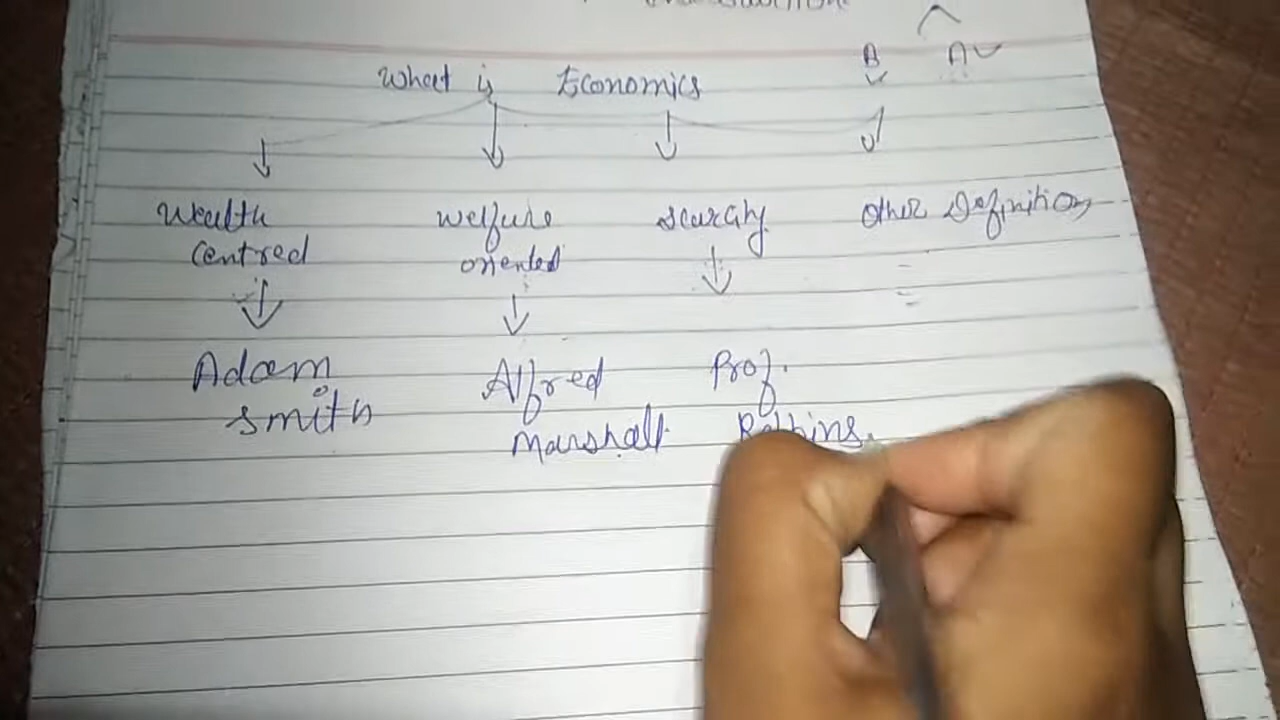 What is Economics
Wealth Centred
Welfare oriented
Scarcity
Other Definitions
Adam Smith
Alfred Marshall
Prof. Robbins.